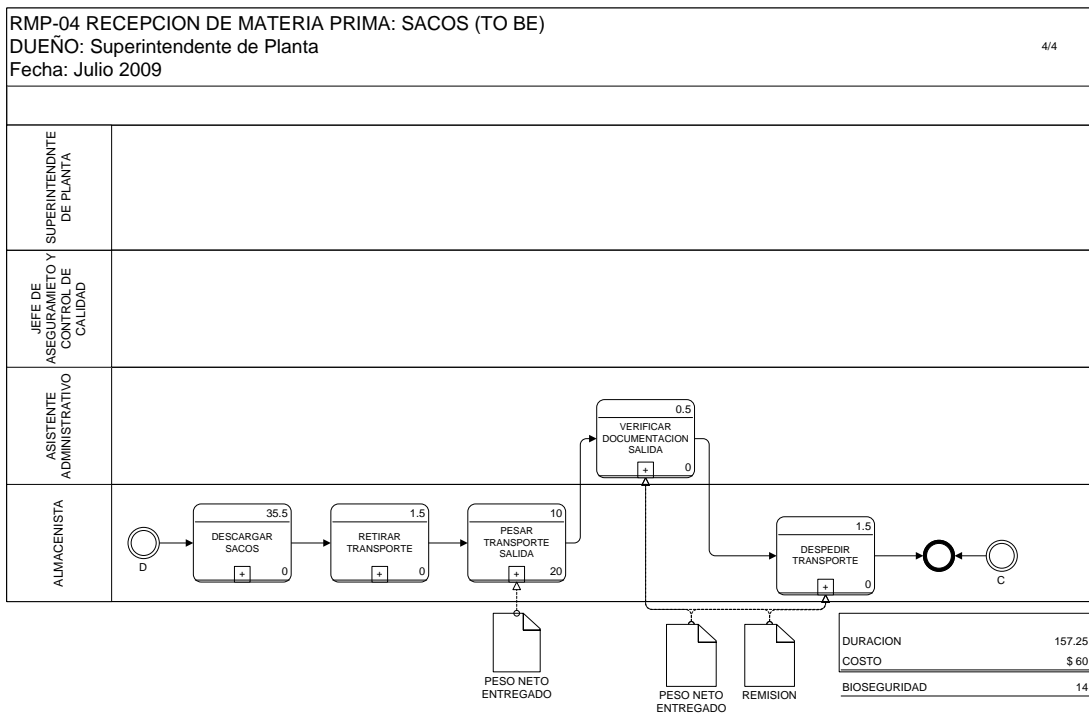 RMP-04 RECEPCION DE MATERIA PRIMA: SACOS (TO BE)
DUEÑO: Superintendente de Planta
4/4
Fecha: Julio 2009
SUPERINTENDNTE
DE PLANTA
JEFE DE
ASEGURAMIETO Y
CONTROL DE
CALIDAD
ASISTENTE
ADMINISTRATIVO
0.5
VERIFICAR
DOCUMENTACION
SALIDA
+ 0
ALMACENISTA
D
35.5
DESCARGAR
SACOS
+ 0
1.5
RETIRAR
TRANSPORTE
+ 0
10
PESAR
TRANSPORTE
SALIDA
+ 20
1.5
DESPEDIR
TRANSPORTE
+ 0
C
PESO NETO
ENTREGADO
PESO NETO
ENTREGADO
REMISION
DURACION 157.25
COSTO $ 60
BIOSEGURIDAD 14